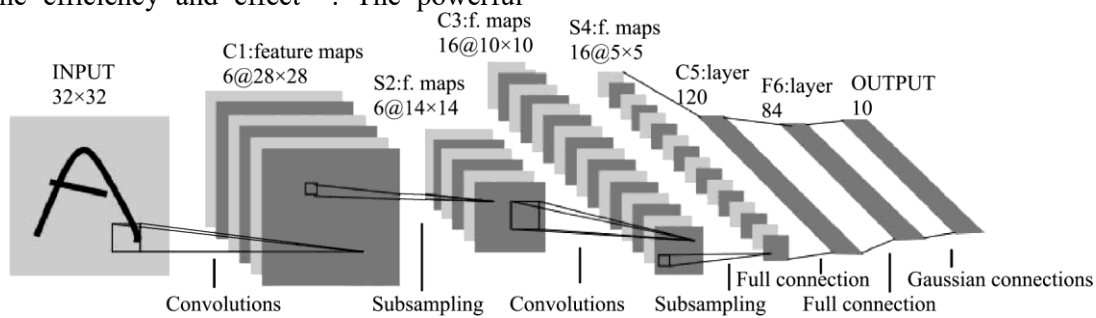 the efficiency and effect . The powerful
INPUT
32×32
C1:feature maps
6@28×28
S2:f. maps
6@14×14
C3:f. maps
16@10×10
S4:f. maps
16@5×5
C5:layer
120
F6:layer
84
OUTPUT
10
Convolutions
Subsampling
Convolutions
Subsampling
Full connection
Full connection
Gaussian connections